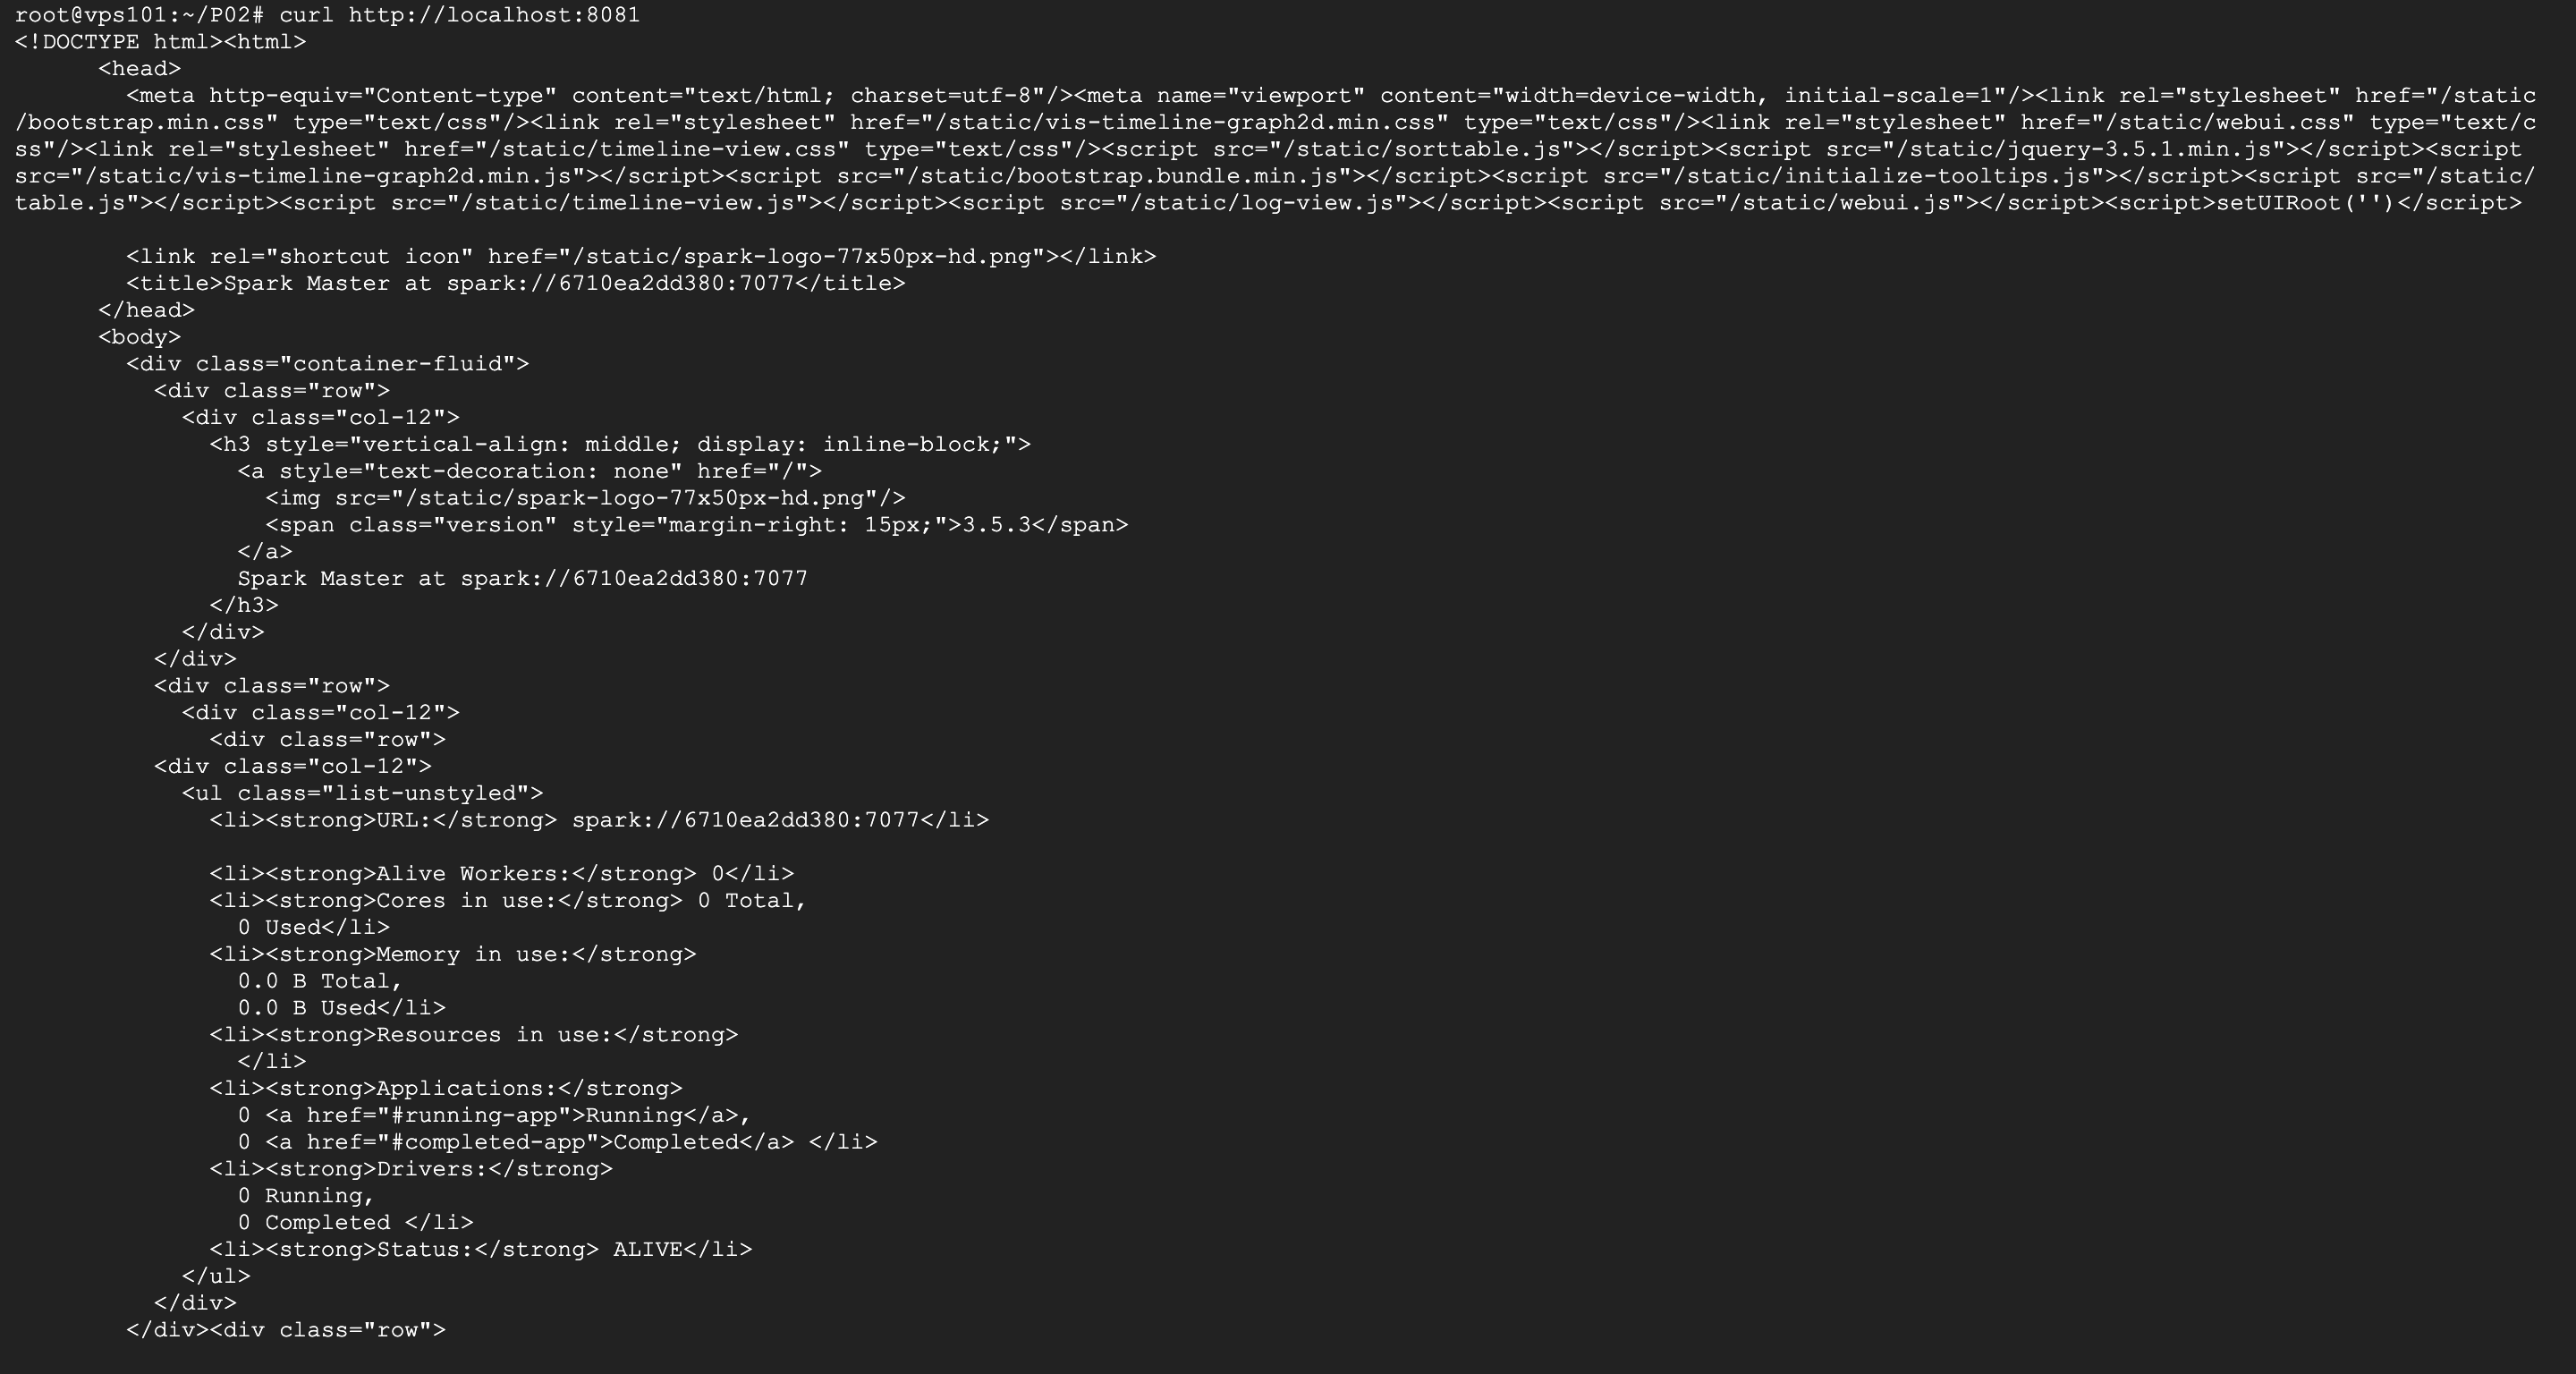 root@vps101:~/P02# curl http://localhost:8081
<!DOCTYPE html><html>
      <head>
        <meta http-equiv="Content-type" content="text/html; charset=utf-8"/><meta name="viewport" content="width=device-width, initial-scale=1"/><link rel="stylesheet" href="/static
/bootstrap.min.css" type="text/css"/><link rel="stylesheet" href="/static/vis-timeline-graph2d.min.css" type="text/css"/><link rel="stylesheet" href="/static/webui.css" type="text/c
ss"/><link rel="stylesheet" href="/static/timeline-view.css" type="text/css"/><script src="/static/sorttable.js"></script><script src="/static/jquery-3.5.1.min.js"></script><script
src="/static/vis-timeline-graph2d.min.js"></script><script src="/static/bootstrap.bundle.min.js"></script><script src="/static/initialize-tooltips.js"></script><script src="/static/
table.js"></script><script src="/static/timeline-view.js"></script><script src="/static/log-view.js"></script><script src="/static/webui.js"></script><script>setUIRoot('')</script>

        <link rel="shortcut icon" href="/static/spark-logo-77x50px-hd.png"></link>
        <title>Spark Master at spark://6710ea2dd380:7077</title>
      </head>
      <body>
        <div class="container-fluid">
          <div class="row">
            <div class="col-12">
              <h3 style="vertical-align: middle; display: inline-block;">
                <a style="text-decoration: none" href="/">
                  <img src="/static/spark-logo-77x50px-hd.png"/>
                  <span class="version" style="margin-right: 15px;">3.5.3</span>
                </a>
                Spark Master at spark://6710ea2dd380:7077
              </h3>
            </div>
          </div>
          <div class="row">
            <div class="col-12">
              <div class="row">
          <div class="col-12">
            <ul class="list-unstyled">
              <li><strong>URL:</strong> spark://6710ea2dd380:7077</li>

              <li><strong>Alive Workers:</strong> 0</li>
              <li><strong>Cores in use:</strong> 0 Total,
                0 Used</li>
              <li><strong>Memory in use:</strong>
                0.0 B Total,
                0.0 B Used</li>
              <li><strong>Resources in use:</strong>
                </li>
              <li><strong>Applications:</strong>
                0 <a href="#running-app">Running</a>,
                0 <a href="#completed-app">Completed</a> </li>
              <li><strong>Drivers:</strong>
                0 Running,
                0 Completed </li>
              <li><strong>Status:</strong> ALIVE</li>
            </ul>
          </div>
        </div><div class="row">